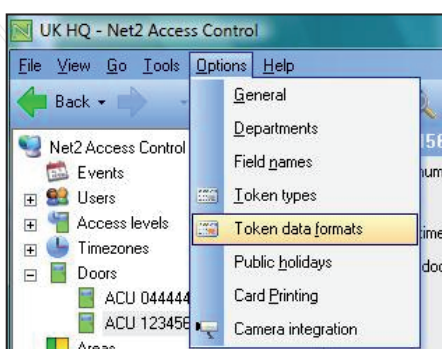 UK HQ - Net2 Access Control
File View Go Tools Options Help
Back
General
Departments
Field names
Token types
Token data formats
Public holidays
Card Printing
Camera integration
Net2 Access Control
Events
Users
Access levels
Timezones
Doors
ACU 044444
ACU 123456
Areas